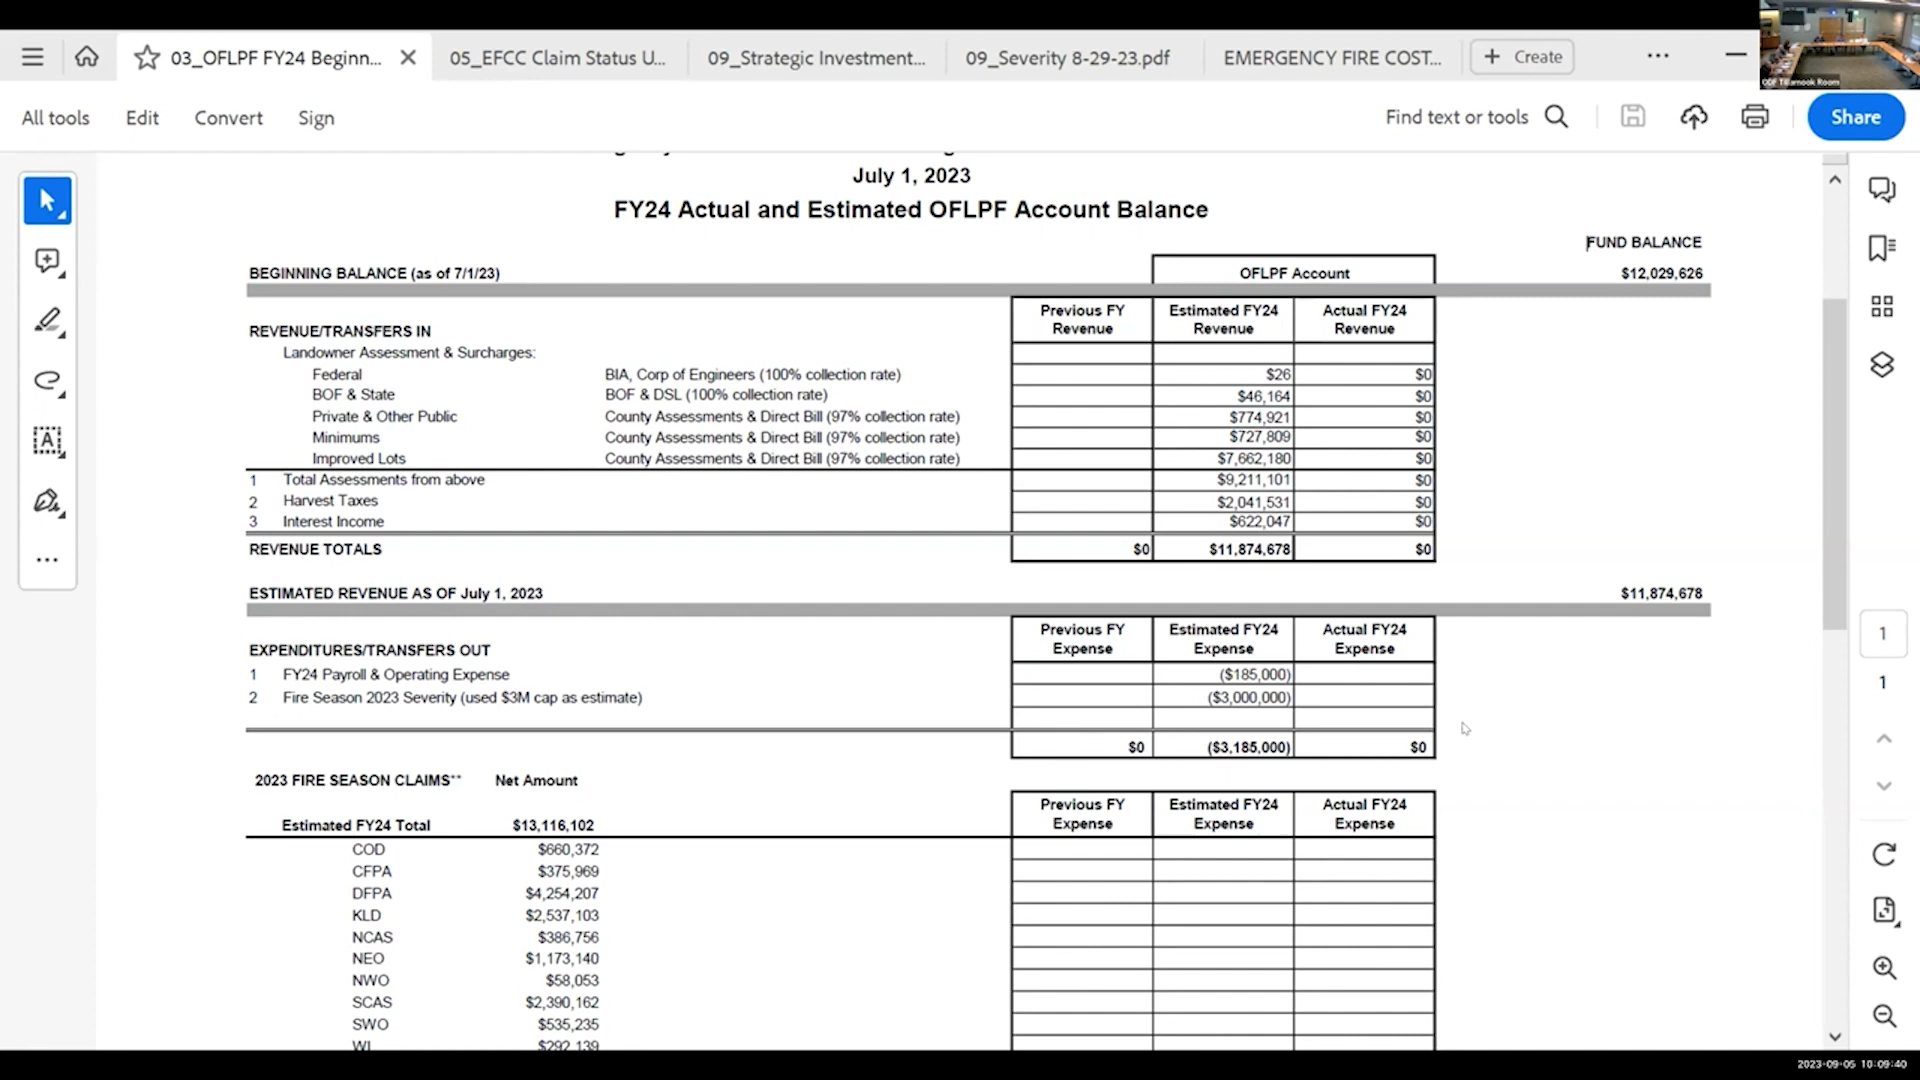 03_OFLPF FY24 Beginn...
05_EFCC Claim Status U...
09_Strategic Investment...
09_Severity 8-29-23.pdf
EMERGENCY FIRE COST...
Create
ODF Tillamook Room
All tools
Edit
Convert
Sign
Find text or tools
Share
July 1, 2023
FY24 Actual and Estimated OFLPF Account Balance
FUND BALANCE
BEGINNING BALANCE (as of 7/1/23) OFLPF Account $12,029,626
Previous FY Revenue Estimated FY24 Revenue Actual FY24 Revenue
REVENUE/TRANSFERS IN
Landowner Assessment & Surcharges:
Federal BIA, Corp of Engineers (100% collection rate) $26 $0
BOF & State BOF & DSL (100% collection rate) $46,164 $0
Private & Other Public County Assessments & Direct Bill (97% collection rate) $774,921 $0
Minimums County Assessments & Direct Bill (97% collection rate) $727,809 $0
Improved Lots County Assessments & Direct Bill (97% collection rate) $7,662,180 $0
1 Total Assessments from above $9,211,101 $0
2 Harvest Taxes $2,041,531 $0
3 Interest Income $622,047 $0
REVENUE TOTALS $0 $11,874,678 $0
ESTIMATED REVENUE AS OF July 1, 2023 $11,874,678
Previous FY Expense Estimated FY24 Expense Actual FY24 Expense
EXPENDITURES/TRANSFERS OUT
1 FY24 Payroll & Operating Expense ($185,000)
2 Fire Season 2023 Severity (used $3M cap as estimate) ($3,000,000)
$0 ($3,185,000) $0
2023 FIRE SEASON CLAIMS** Net Amount
Previous FY Expense Estimated FY24 Expense Actual FY24 Expense
Estimated FY24 Total $13,116,102
COD $660,372
CFPA $375,969
DFPA $4,254,207
KLD $2,537,103
NCAS $386,756
NEO $1,173,140
NWO $58,053
SCAS $2,390,162
SWO $535,235
WL $292,139
1
1
2023-09-05 10:09:40